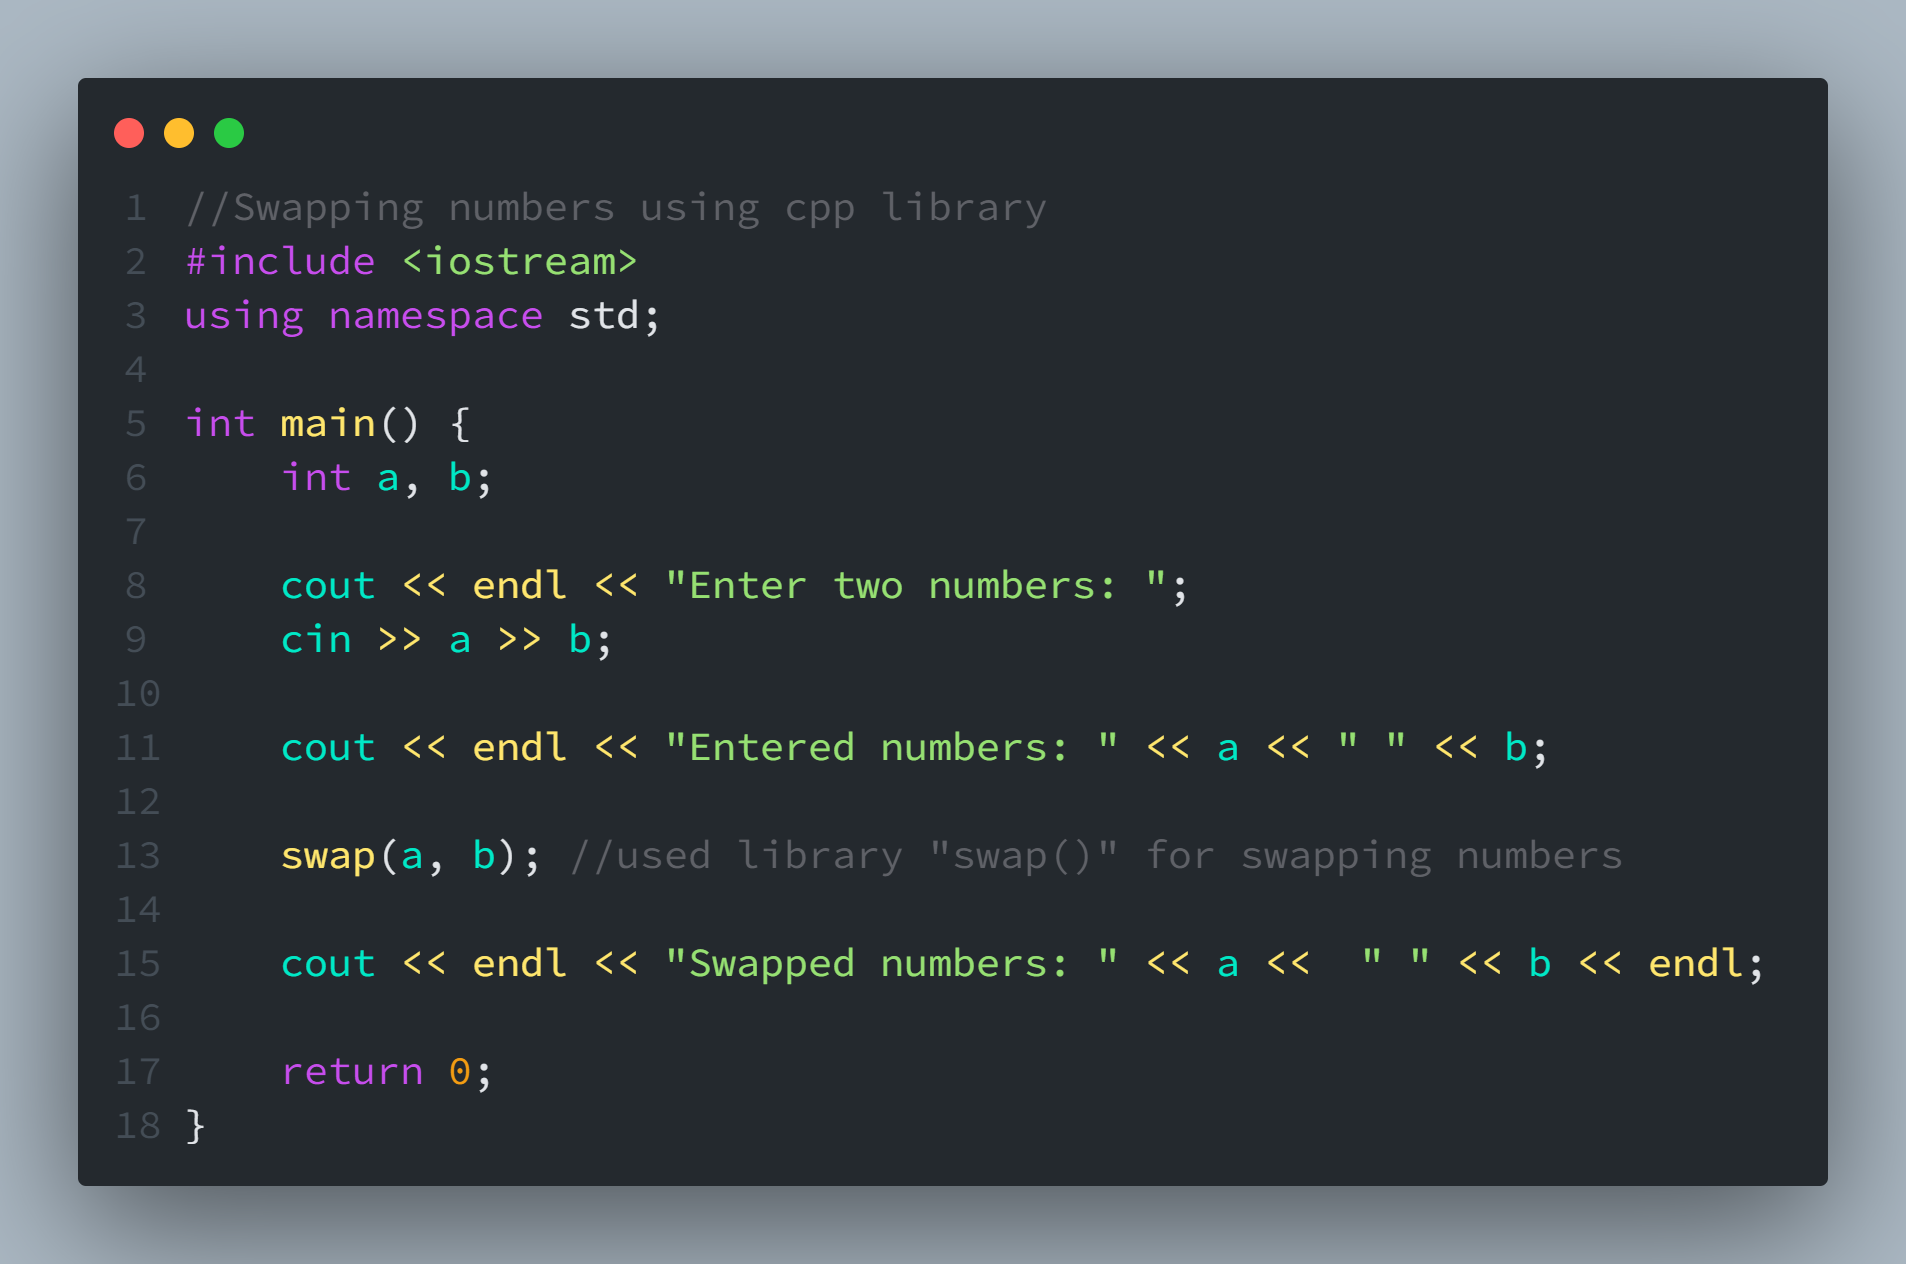 1 //Swapping numbers using cpp library
2 #include <iostream>
3 using namespace std;
4
5 int main() {
6     int a, b;
7
8     cout << endl << "Enter two numbers: ";
9     cin >> a >> b;
10
11     cout << endl << "Entered numbers: " << a << " " << b;
12
13     swap(a, b); //used library "swap()" for swapping numbers
14
15     cout << endl << "Swapped numbers: " << a <<  " " << b << endl;
16
17     return 0;
18 }